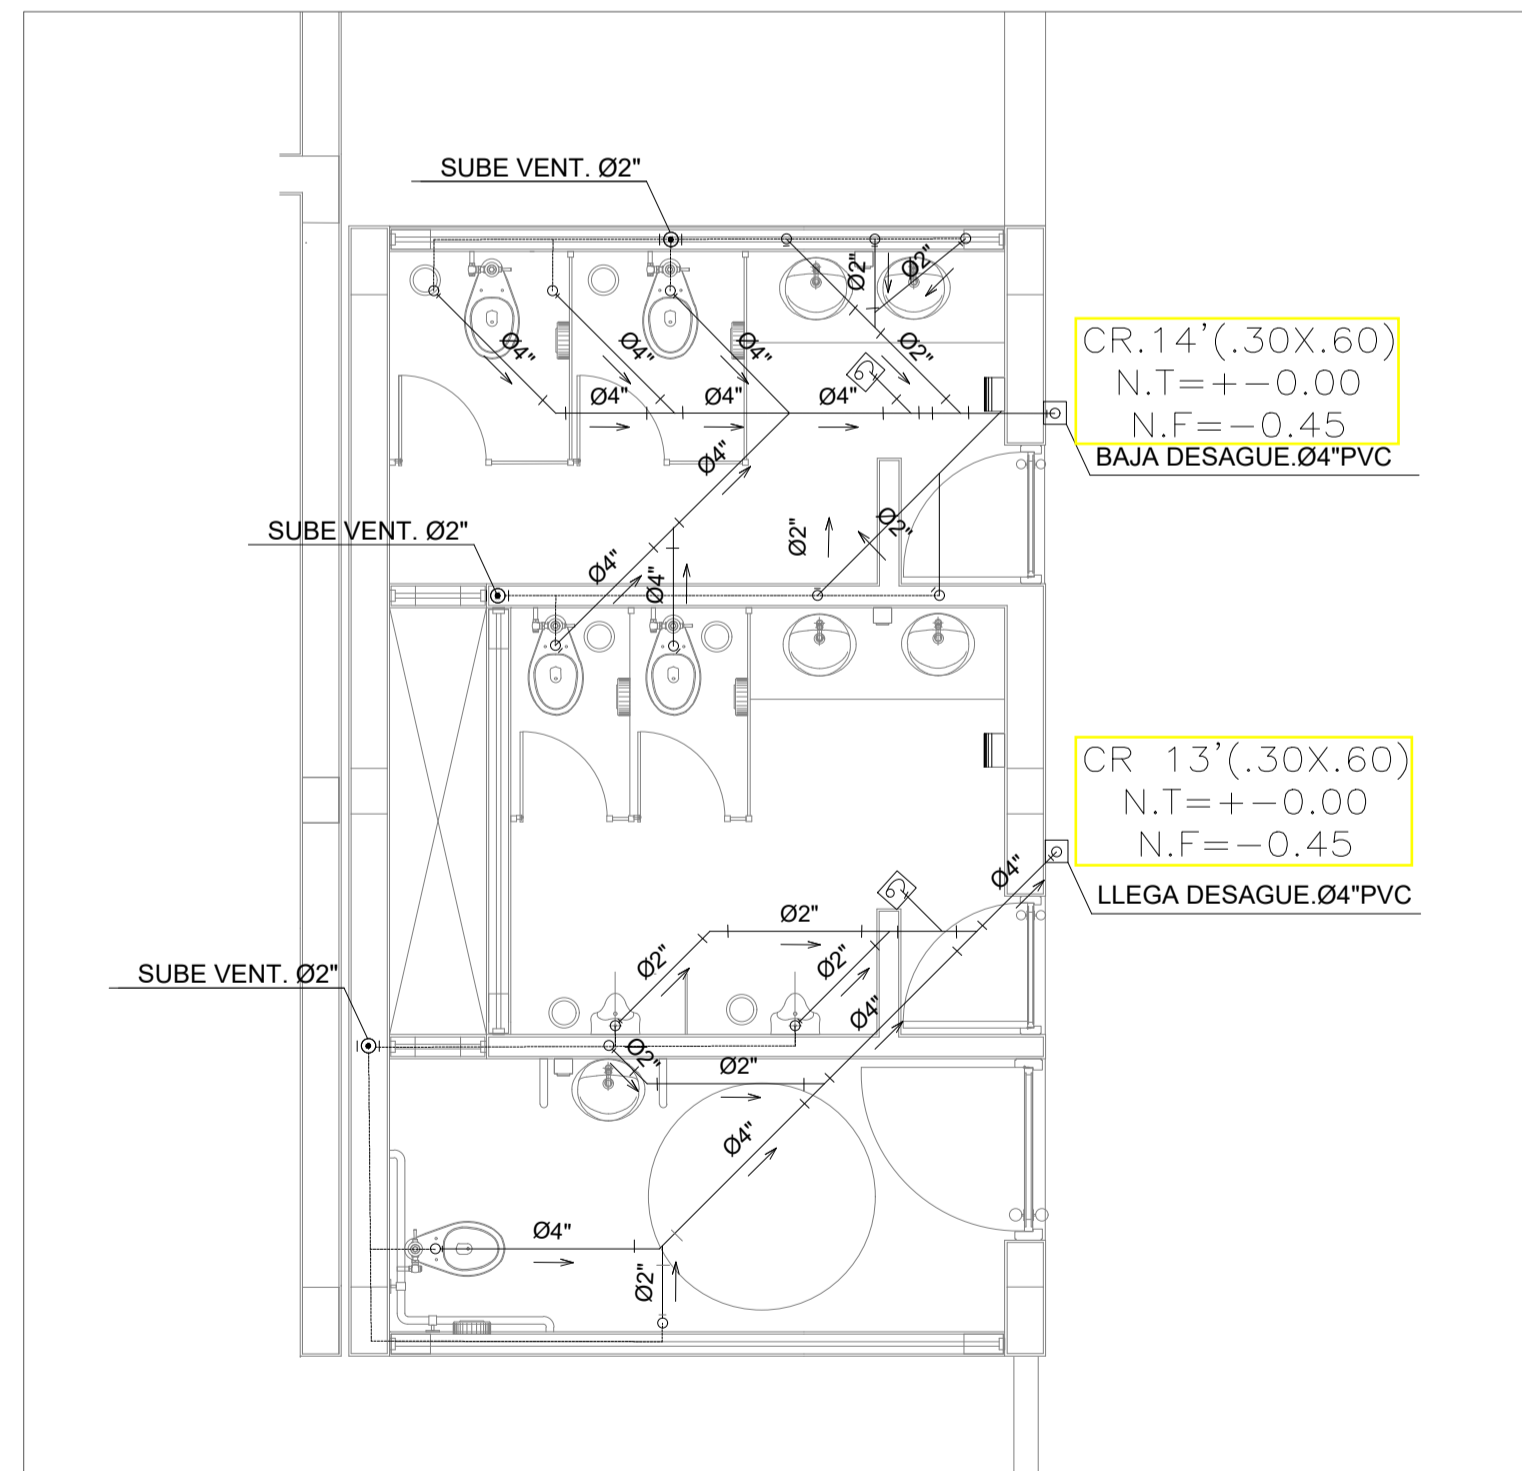 SUBE VENT. Ø2"
Ø2"
Ø2"
Ø4"
Ø4"
Ø4"
Ø2"
Ø4"
Ø4"
Ø4"
CR.14'(.30X.60)
N.T=+-0.00
N.F=-0.45
BAJA DESAGUE.Ø4"PVC
Ø4"
SUBE VENT. Ø2"
Ø2"
Ø2"
Ø4"
Ø4"
CR 13'(.30X.60)
N.T=+-0.00
N.F=-0.45
Ø4"
LLEGA DESAGUE.Ø4"PVC
Ø2"
Ø2"
Ø2"
SUBE VENT. Ø2"
Ø4"
Ø2"
Ø2"
Ø4"
Ø4"
Ø2"